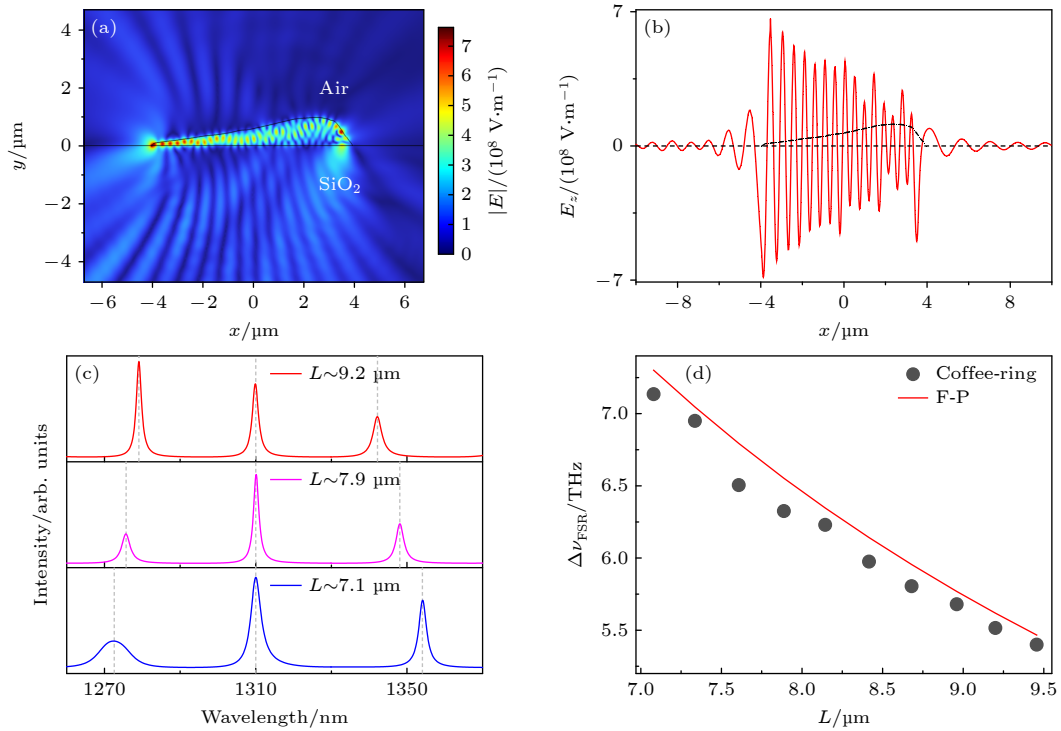 (a)
4
2
0
−2
−4
y/μm
Air
SiO2
−6
−4
−2
0
2
4
6
x/μm
7
6
5
4
3
2
1
0
|E|/(10⁸ V·m⁻¹)
(b)
7
0
−7
Ez/(10⁸ V·m⁻¹)
−8
−4
0
4
8
x/μm
(c)
L~9.2 μm
L~7.9 μm
L~7.1 μm
Intensity/arb. units
1270
1310
1350
Wavelength/nm
(d)
Coffee-ring
F-P
7.0
6.5
6.0
5.5
ΔνFSR/THz
7.0
7.5
8.0
8.5
9.0
9.5
L/μm